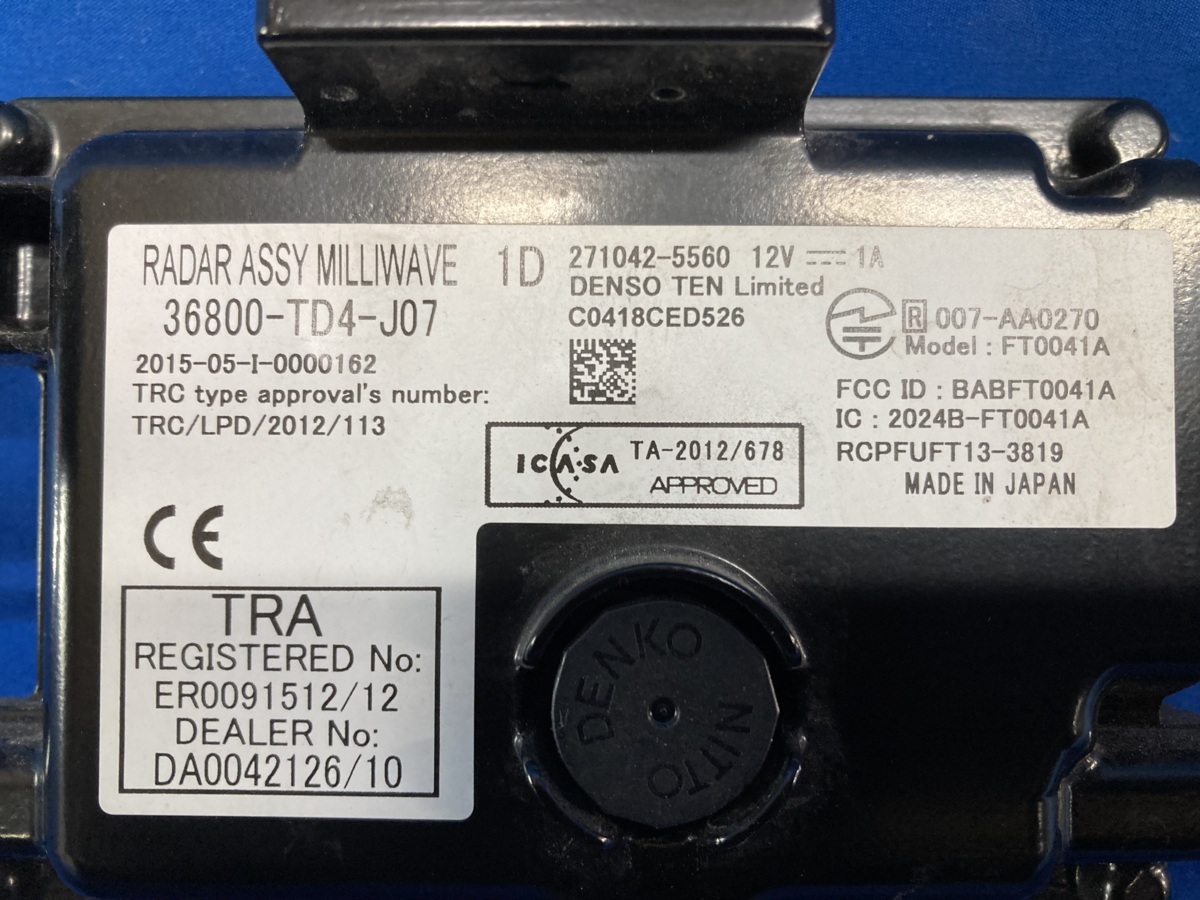 RADAR ASSY MILLIWAVE 1D
36800-TD4-J07
2015-05-I-0000162
TRC type approval's number:
TRC/LPD/2012/113
271042-5560 12V 1A
DENSO TEN Limited
C0418CED526
R 007-AA0270
Model : FT0041A
FCC ID : BABFT0041A
IC : 2024B-FT0041A
RCPFUFT13-3819
MADE IN JAPAN
ICASA TA-2012/678
APPROVED
CE
TRA
REGISTERED No:
ER0091512/12
DEALER No:
DA0042126/10
DENKO
NITTO